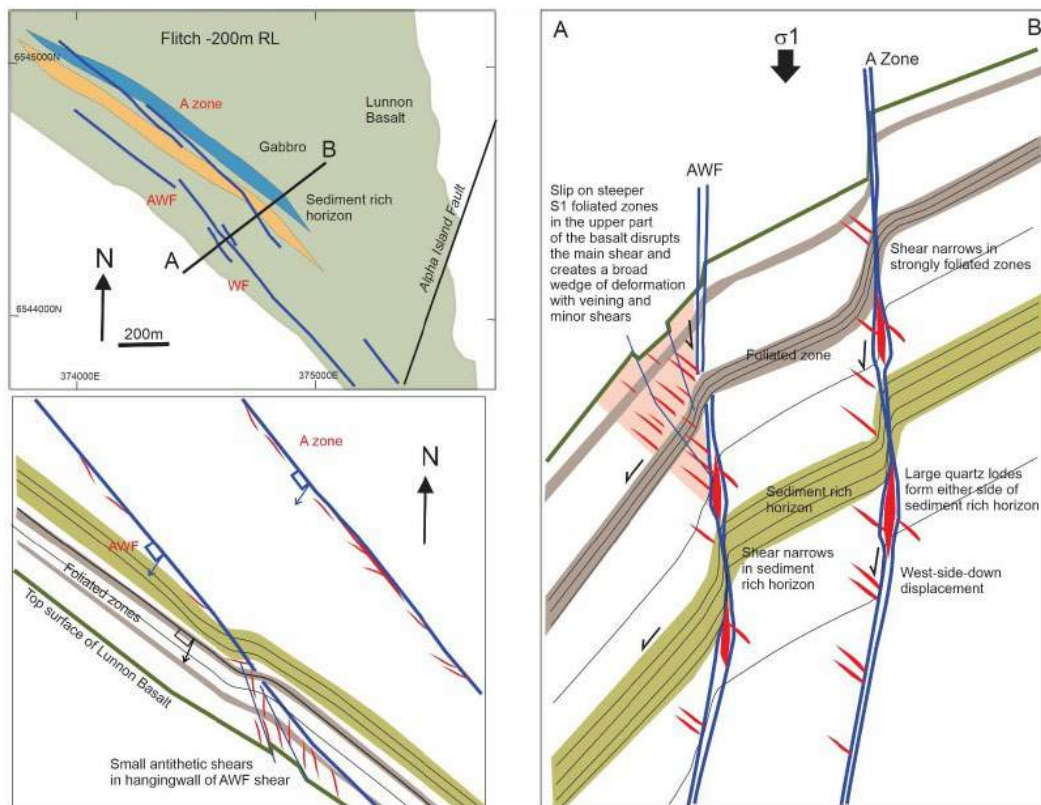 Flitch -200m RL
6545000N
A zone
Lunnon
Basalt
Gabbro
B
Sediment rich
horizon
AWF
A
N
WF
Alpha Island Fault
6544000N
200m
374000E
375000E
A zone
N
AWF
Foliated zones
Top surface of Lunnon Basalt
Small antithetic shears
in hangingwall of AWF shear
A
B
σ1
A Zone
AWF
Slip on steeper
S1 foliated zones
in the upper part
of the basalt disrupts
the main shear and
creates a broad
wedge of deformation
with veining and
minor shears
Shear narrows in
strongly foliated zones
Foliated zone
Sediment rich
horizon
Large quartz lodes
form either side of
sediment rich horizon
Shear narrows
in sediment
rich horizon
West-side-down
displacement